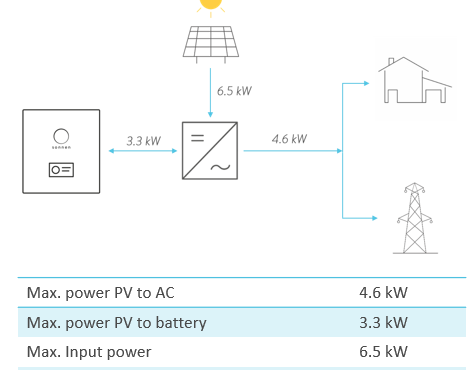 6.5 kW
3.3 kW
4.6 kW
Max. power PV to AC 4.6 kW
Max. power PV to battery 3.3 kW
Max. Input power 6.5 kW